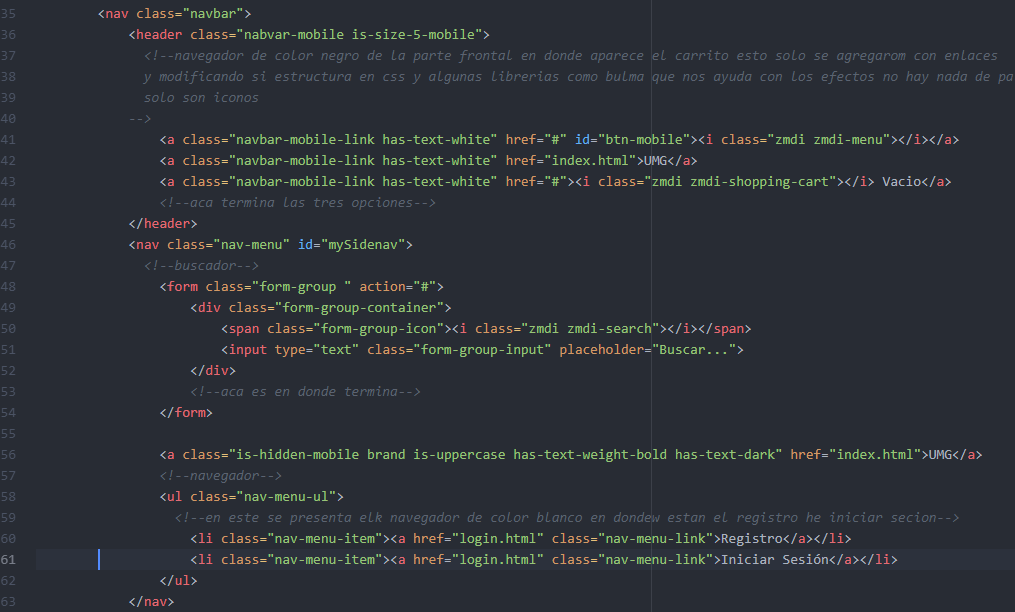 35 <nav class="navbar">
36 <header class="nabvar-mobile is-size-5-mobile">
37 <!--navegador de color negro de la parte frontal en donde aparece el carrito esto solo se agregarom con enlaces
38 y modificando si estructura en css y algunas librerias como bulma que nos ayuda con los efectos no hay nada de pa
39 solo son iconos
40 -->
41 <a class="navbar-mobile-link has-text-white" href="#" id="btn-mobile"><i class="zmdi zmdi-menu"></i></a>
42 <a class="navbar-mobile-link has-text-white" href="index.html">UMG</a>
43 <a class="navbar-mobile-link has-text-white" href="#"><i class="zmdi zmdi-shopping-cart"></i> Vacio</a>
44 <!--aca termina las tres opciones-->
45 </header>
46 <nav class="nav-menu" id="mySidenav">
47 <!--buscador-->
48 <form class="form-group " action="#">
49 <div class="form-group-container">
50 <span class="form-group-icon"><i class="zmdi zmdi-search"></i></span>
51 <input type="text" class="form-group-input" placeholder="Buscar...">
52 </div>
53 <!--aca es en donde termina-->
54 </form>
55
56 <a class="is-hidden-mobile brand is-uppercase has-text-weight-bold has-text-dark" href="index.html">UMG</a>
57 <!--navegador-->
58 <ul class="nav-menu-ul">
59 <!--en este se presenta elk navegador de color blanco en dondew estan el registro he iniciar secion-->
60 <li class="nav-menu-item"><a href="login.html" class="nav-menu-link">Registro</a></li>
61 <li class="nav-menu-item"><a href="login.html" class="nav-menu-link">Iniciar Sesión</a></li>
62 </ul>
63 </nav>